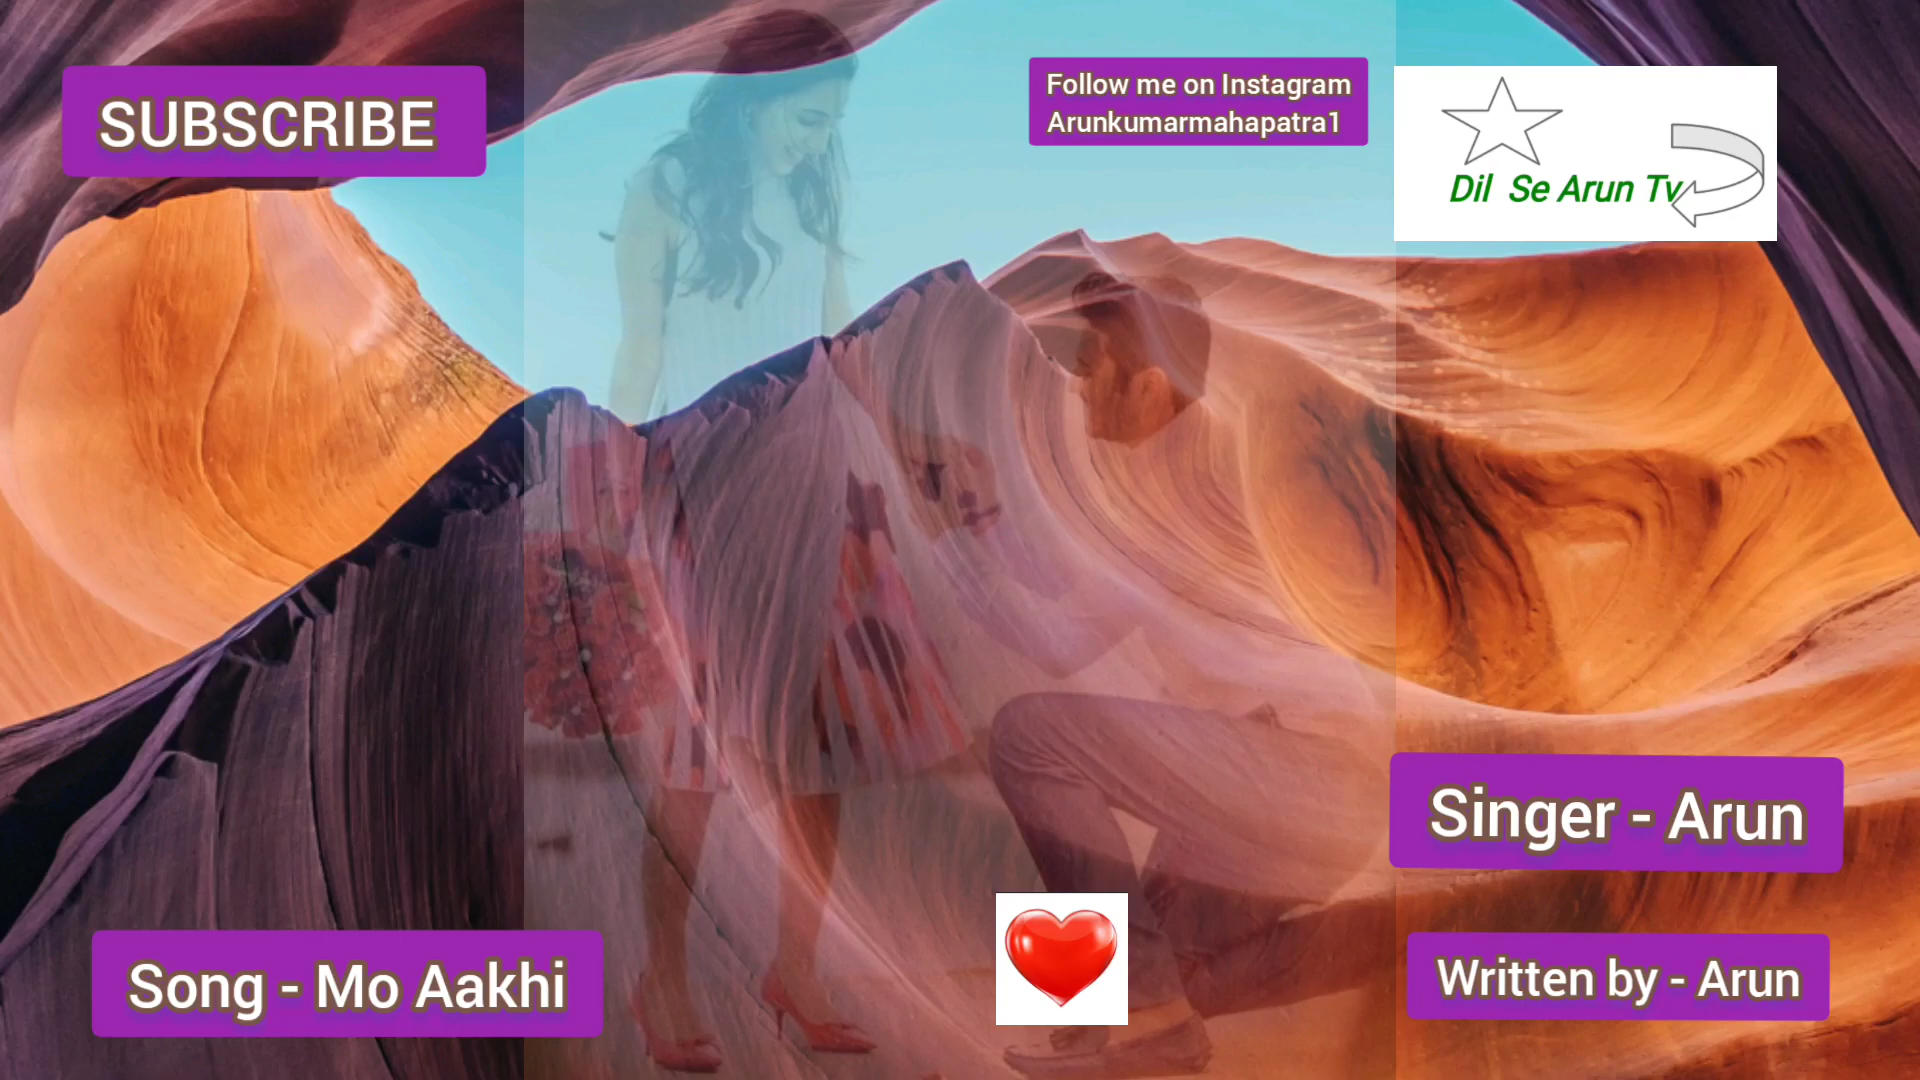 SUBSCRIBE
Follow me on Instagram
Arunkumarmahapatra1
Dil Se Arun Tv
Singer - Arun
Song - Mo Aakhi
Written by - Arun